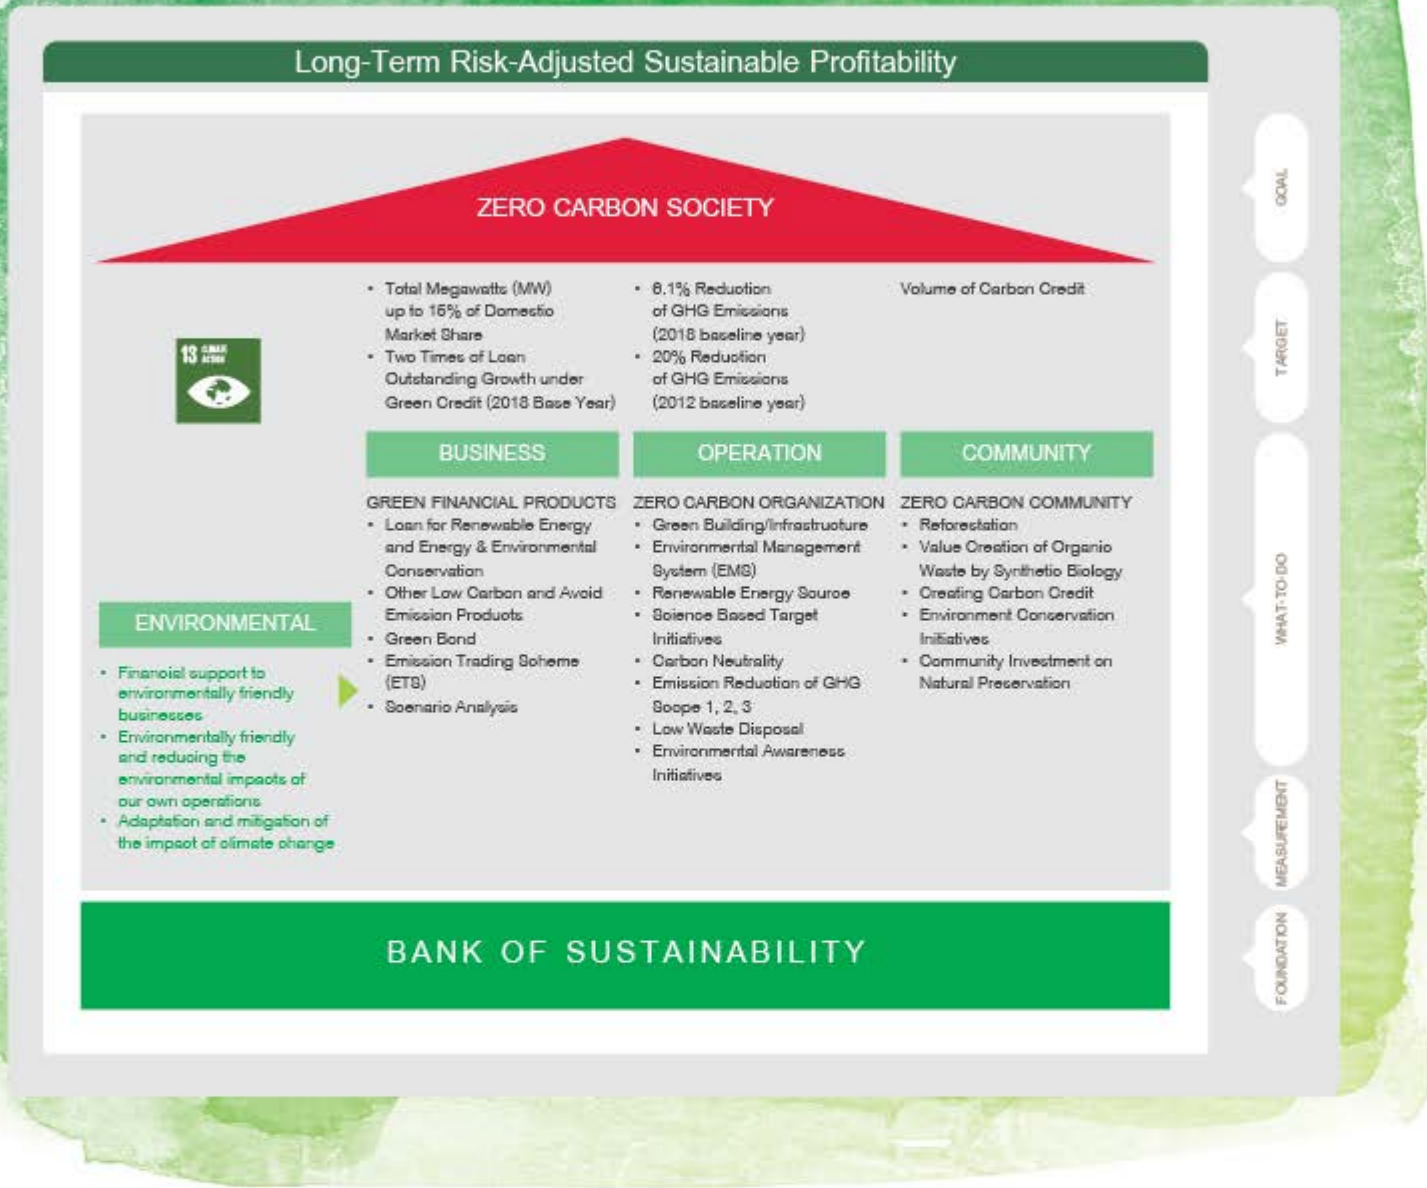 Long-Term Risk-Adjusted Sustainable Profitability
ZERO CARBON SOCIETY
• Total Megawatts (MW)
up to 15% of Domestic
Market Share
• Two Times of Loan
Outstanding Growth under
Green Credit (2018 Base Year)
• 6.1% Reduction
of GHG Emissions
(2018 baseline year)
• 20% Reduction
of GHG Emissions
(2012 baseline year)
Volume of Carbon Credit
13 CLIMATE
ACTION
BUSINESS
GREEN FINANCIAL PRODUCTS
• Loan for Renewable Energy
and Energy & Environmental
Conservation
• Other Low Carbon and Avoid
Emission Products
• Green Bond
• Emission Trading Scheme
(ETS)
• Scenario Analysis
OPERATION
ZERO CARBON ORGANIZATION
• Green Building/Infrastructure
• Environmental Management
System (EMS)
• Renewable Energy Source
• Science Based Target
Initiatives
• Carbon Neutrality
• Emission Reduction of GHG
Scope 1, 2, 3
• Low Waste Disposal
• Environmental Awareness
Initiatives
COMMUNITY
ZERO CARBON COMMUNITY
• Reforestation
• Value Creation of Organic
Waste by Synthetic Biology
• Creating Carbon Credit
• Environment Conservation
Initiatives
• Community Investment on
Natural Preservation
ENVIRONMENTAL
• Financial support to
environmentally friendly
businesses
• Environmentally friendly
and reducing the
environmental impacts of
our own operations
• Adaptation and mitigation of
the impact of climate change
BANK OF SUSTAINABILITY
GOAL
TARGET
WHAT-TO-DO
MEASUREMENT
FOUNDATION